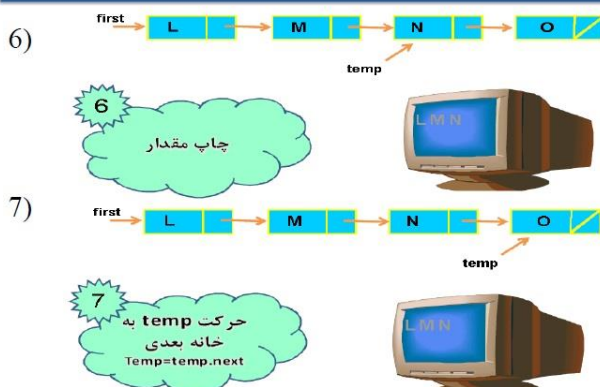 6)
first
L M N O
temp
6
چاپ مقدار
L M N
7)
first
L M N O
temp
7
حرکت temp به
خانه بعدی
Temp=temp.next
L M N